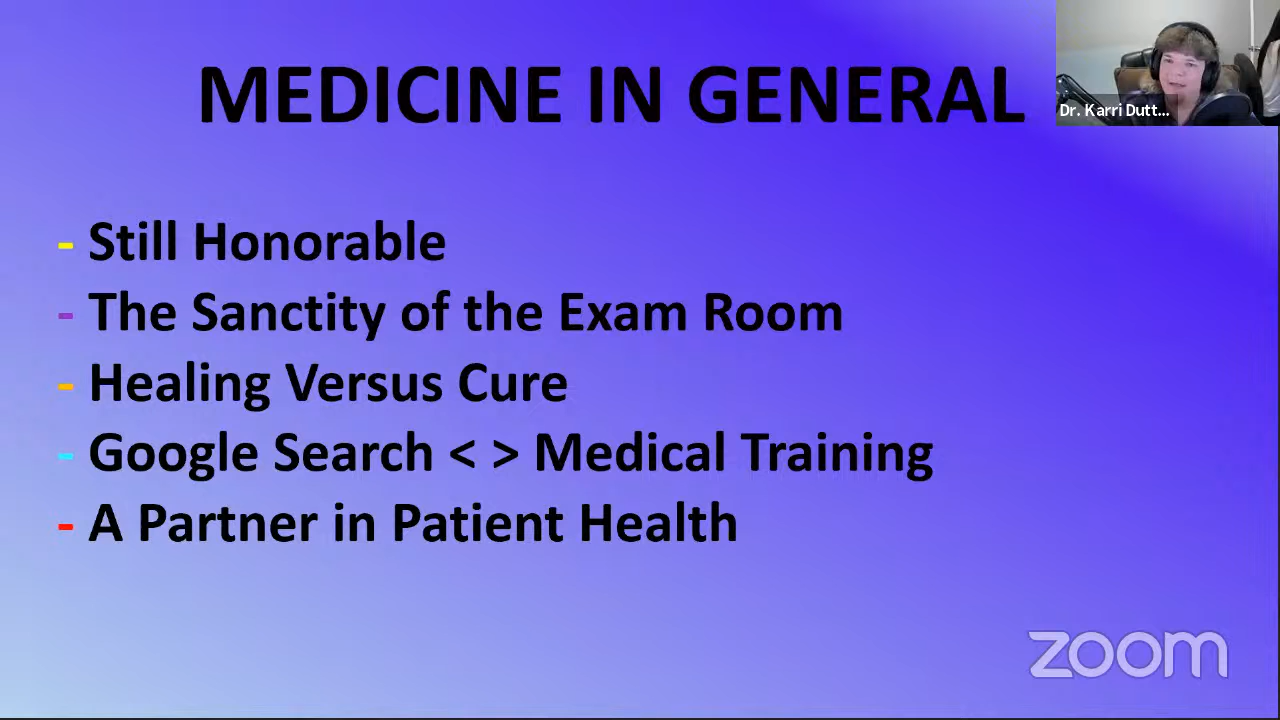 MEDICINE IN GENERAL
Dr. Karri Dutt...
- Still Honorable
- The Sanctity of the Exam Room
- Healing Versus Cure
- Google Search < > Medical Training
- A Partner in Patient Health
zoom